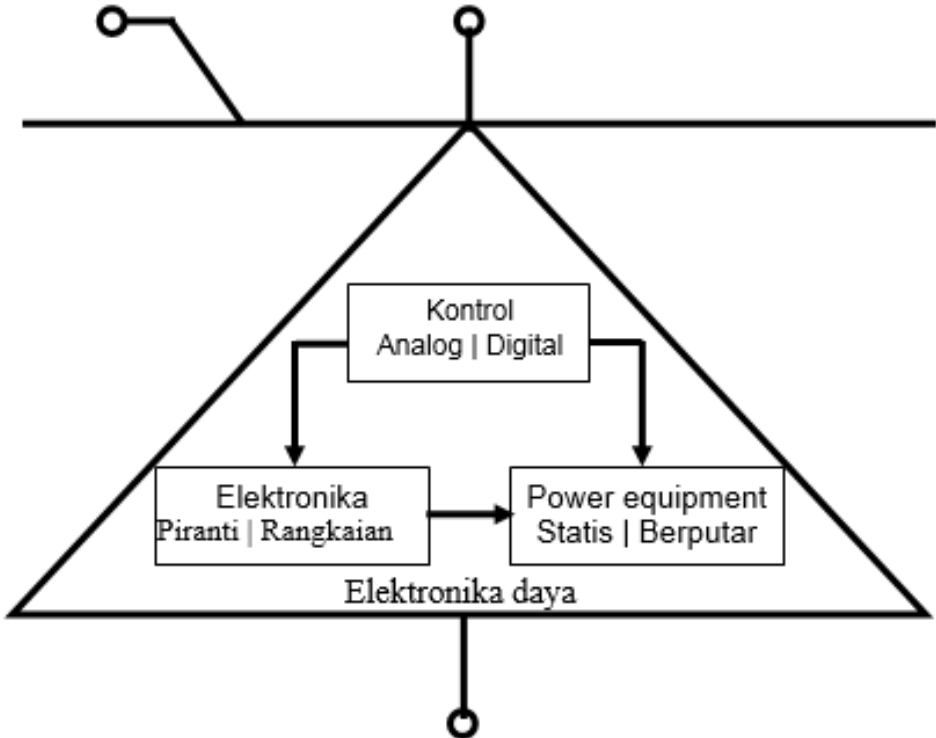 Kontrol
Analog | Digital
Elektronika
Piranti | Rangkaian
Power equipment
Statis | Berputar
Elektronika daya